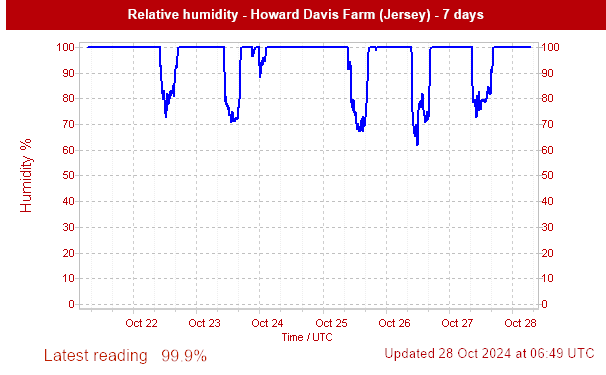 Relative humidity - Howard Davis Farm (Jersey) - 7 days
100 100
90 90
80 80
70 70
60 60
50 50
40 40
30 30
20 20
10 10
0 0
Humidity %
Oct 22 Oct 23 Oct 24 Oct 25 Oct 26 Oct 27 Oct 28
Time / UTC
Latest reading 99.9%
Updated 28 Oct 2024 at 06:49 UTC